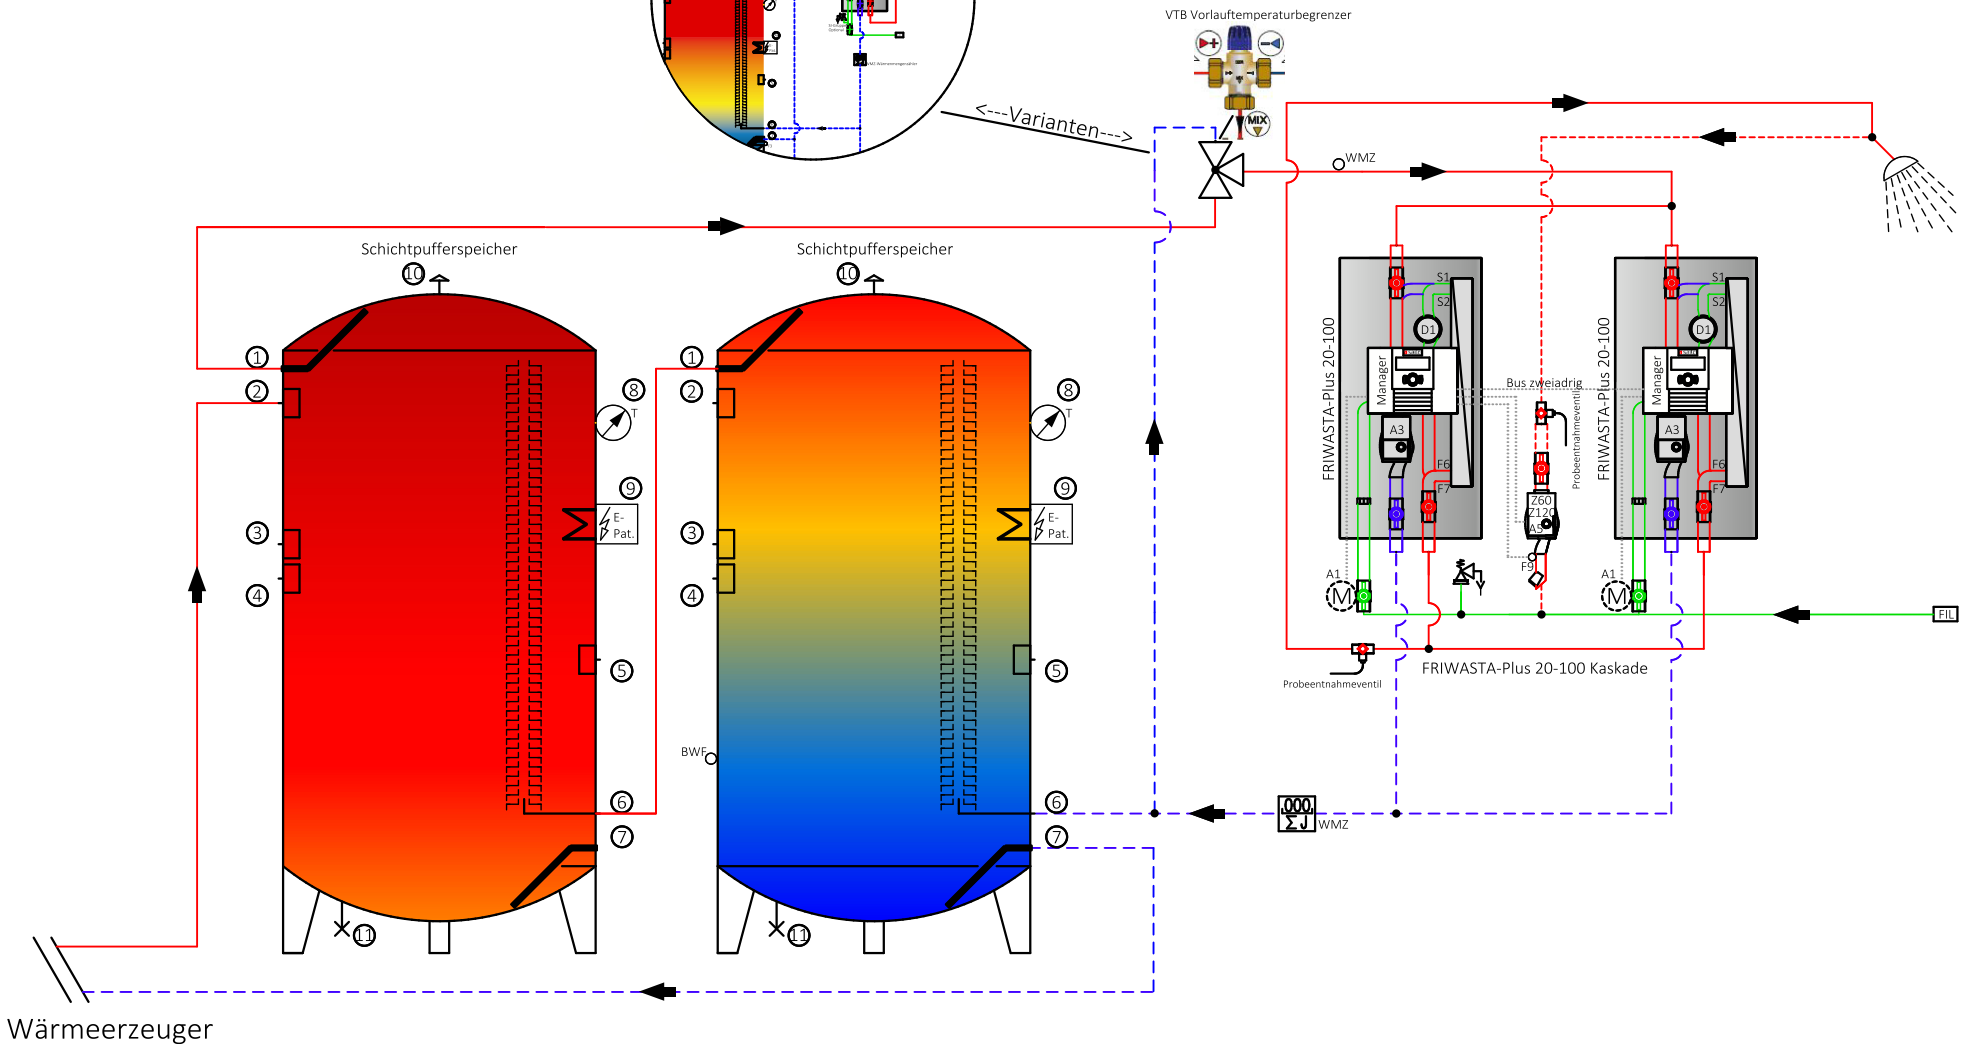 VTB Vorlauftemperaturbegrenzer
MIX
<---Varianten--->
WMZ
Schichtpufferspeicher
Schichtpufferspeicher
10
10
1
2
3
4
8
T
9
E-
Pat.
5
6
7
11
1
2
3
4
BWF
8
T
9
E-
Pat.
5
6
7
11
FRIWASTA-Plus 20-100
S1
S2
D1
Manager
A3
F6
F7
A1
M
Bus zweiadrig
Probeentnahmeventil
Z60
Z120
A5
F9
FRIWASTA-Plus 20-100
S1
S2
D1
Manager
A3
F6
F7
A1
M
FIL
Probeentnahmeventil
FRIWASTA-Plus 20-100 Kaskade
.000
ΣJ
WMZ
Wärmeerzeuger